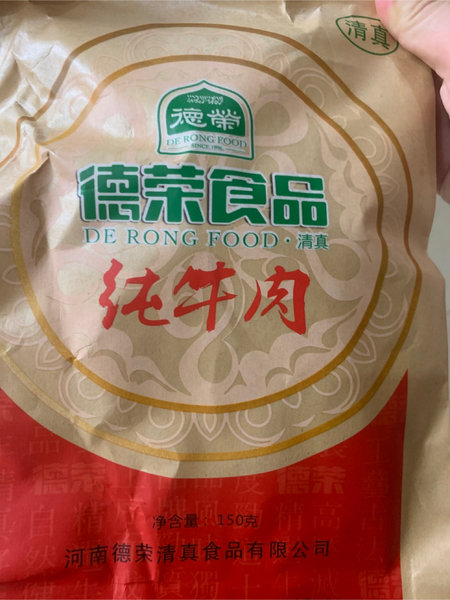 清真
德榮
DE RONG FOOD
SINCE 1996
德荣食品
DE RONG FOOD·清真
纯牛肉
净含量：150克
河南德荣清真食品有限公司